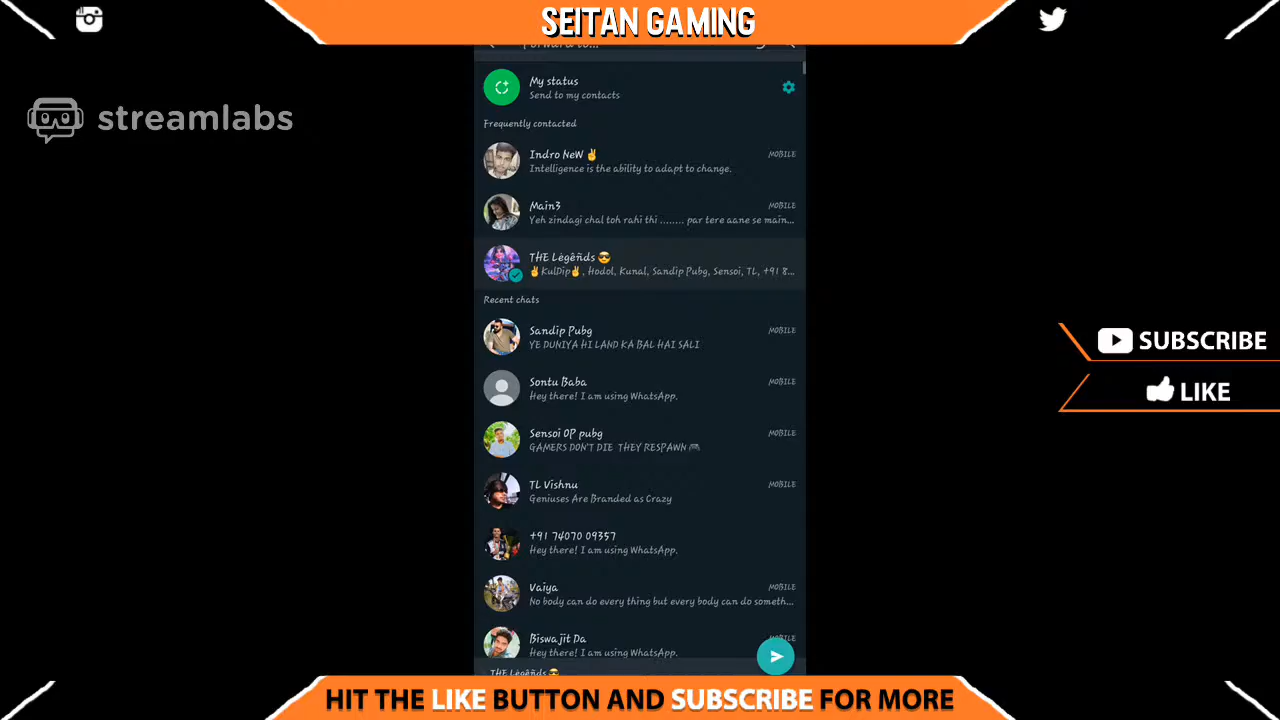 SEITAN GAMING
streamlabs
Forward to...
My status
Send to my contacts
Frequently contacted
Indro NeW ✌
MOBILE
Intelligence is the ability to adapt to change.
Main3
MOBILE
Yeh zindagi chal toh rahi thi ........ par tere aane se main...
THE Lègêñds 😎
✌KulDip✌, Hodol, Kunal, Sandip Pubg, Sensoi, TL, +91 8...
Recent chats
Sandip Pubg
MOBILE
YE DUNIYA HI LAND KA BAL HAI SALI
Sontu Baba
MOBILE
Hey there! I am using WhatsApp.
Sensoi OP pubg
MOBILE
GAMERS DON'T DIE THEY RESPAWN 🎮
TL Vishnu
MOBILE
Geniuses Are Branded as Crazy
+91 74070 09357
Hey there! I am using WhatsApp.
Vaiya
MOBILE
No body can do every thing but every body can do someth...
Biswajit Da
MOBILE
Hey there! I am using WhatsApp.
THE Lègêñds 😎
SUBSCRIBE
LIKE
HIT THE LIKE BUTTON AND SUBSCRIBE FOR MORE